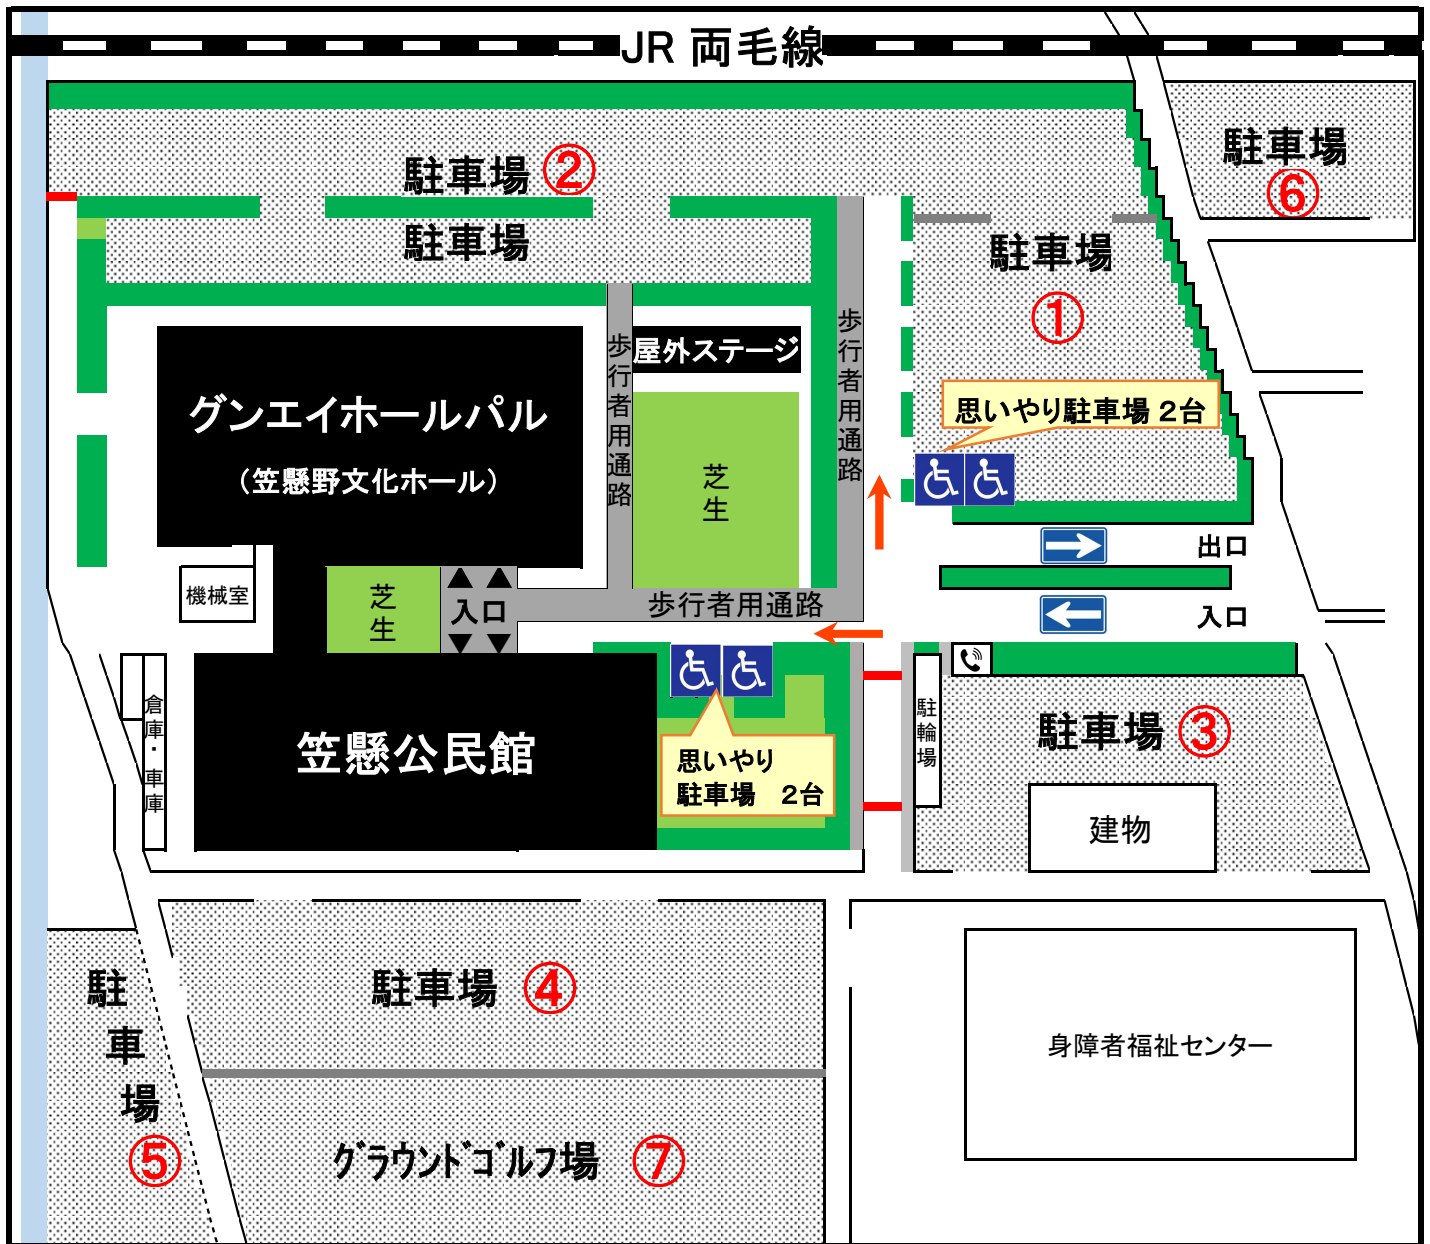 JR 両毛線
駐車場 ②
駐車場
駐車場
①
駐車場
⑥
歩行者用通路
屋外ステージ
歩行者用通路
グンエイホールパル
（笠懸野文化ホール）
思いやり駐車場 2台
芝生
出口
機械室
芝生
入口
歩行者用通路
入口
倉庫・車庫
笠懸公民館
思いやり
駐車場 2台
駐輪場
駐車場 ③
建物
駐車場 ④
駐車場
⑤
身障者福祉センター
グラウンドゴルフ場 ⑦